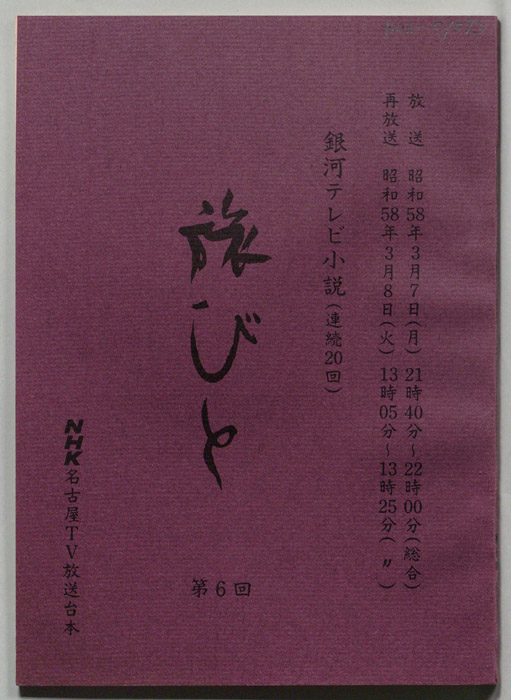 放送 昭和58年3月7日(月) 21時40分~22時00分(総合)
再放送 昭和58年3月8日(火) 13時05分~13時25分(〃)
銀河テレビ小説(連続20回)
旅びと
第6回
NHK名古屋TV放送台本